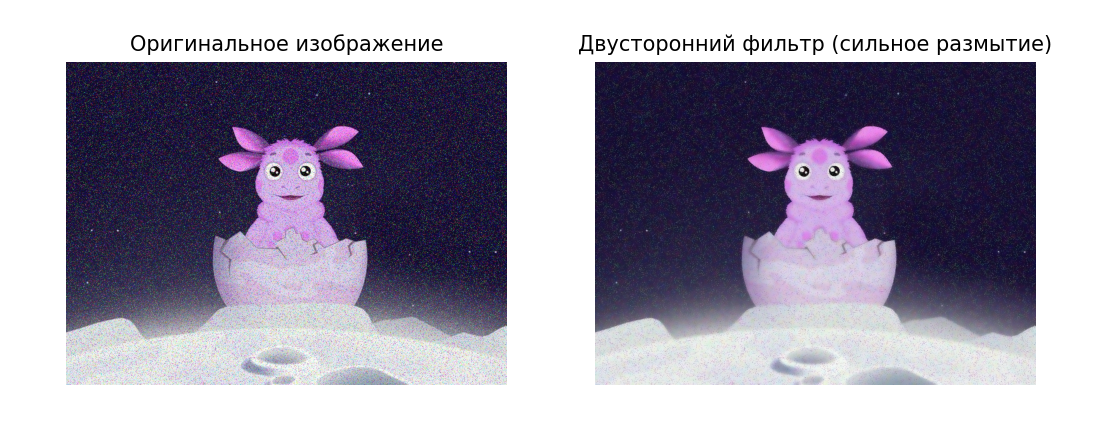 Оригинальное изображение
Двусторонний фильтр (сильное размытие)